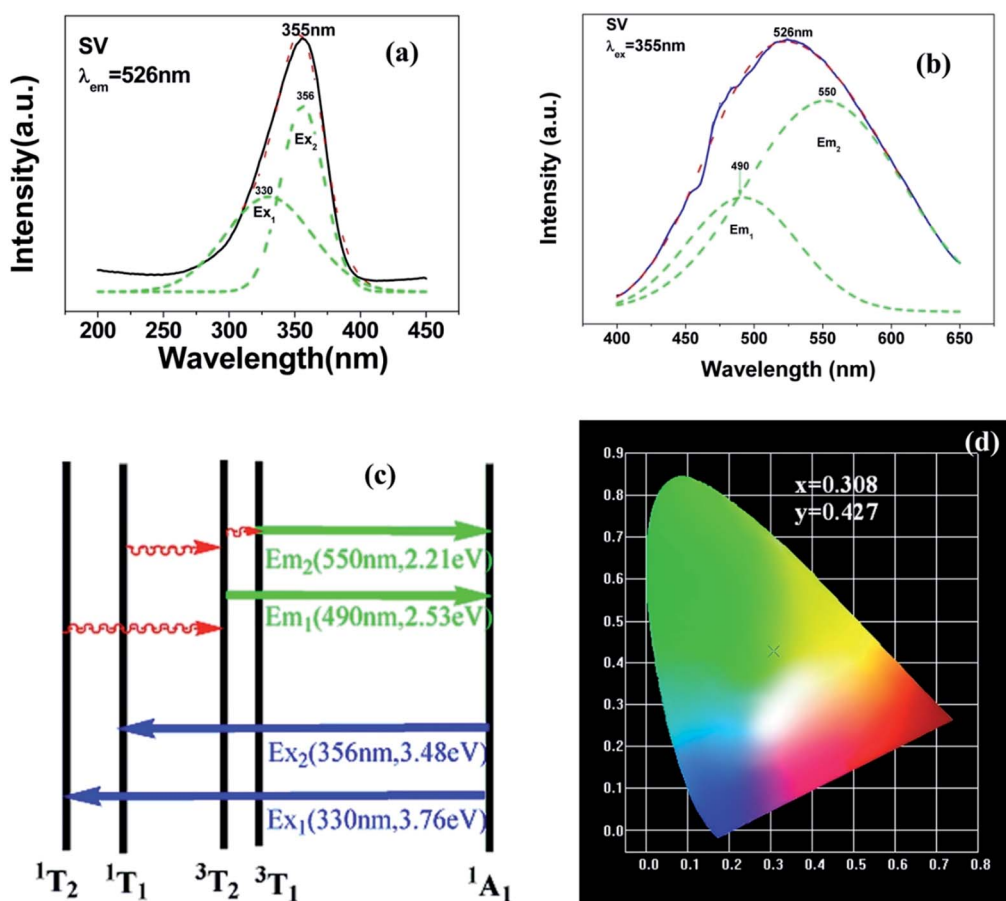 SV
λem=526nm
355nm
(a)
356
Ex2
330
Ex1
Intensity(a.u.)
200 250 300 350 400 450
Wavelength(nm)
SV
λex=355nm
526nm
(b)
550
Em2
490
Em1
Intensity (a.u.)
400 450 500 550 600 650
Wavelength (nm)
(c)
Em2(550nm,2.21eV)
Em1(490nm,2.53eV)
Ex2(356nm,3.48eV)
Ex1(330nm,3.76eV)
1T2 1T1 3T2 3T1 1A1
(d)
x=0.308
y=0.427
0.9
0.8
0.7
0.6
0.5
0.4
0.3
0.2
0.1
0.0
0.0 0.1 0.2 0.3 0.4 0.5 0.6 0.7 0.8